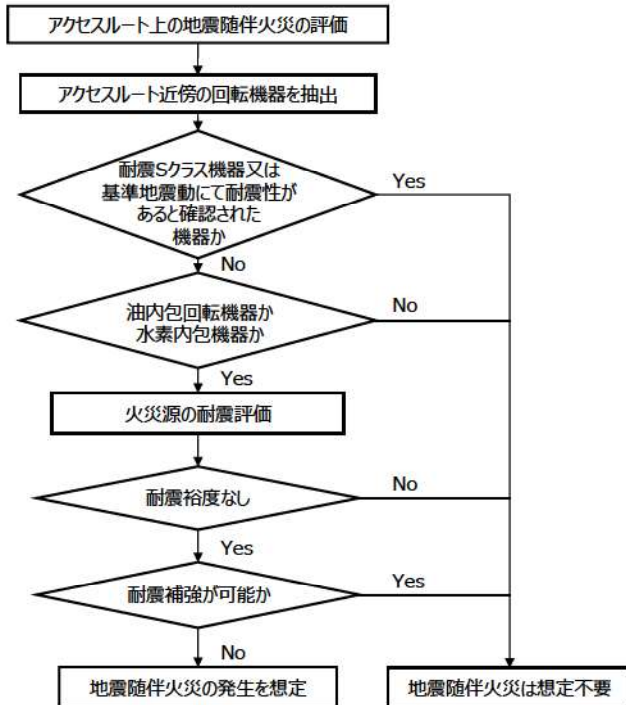 アクセスルート上の地震随伴火災の評価
アクセスルート近傍の回転機器を抽出
耐震Sクラス機器又は
基準地震動にて耐震性が
あると確認された
機器か
Yes
No
油内包回転機器か
水素内包機器か
No
Yes
火災源の耐震評価
耐震裕度なし
No
Yes
耐震補強が可能か
Yes
No
地震随伴火災の発生を想定
地震随伴火災は想定不要